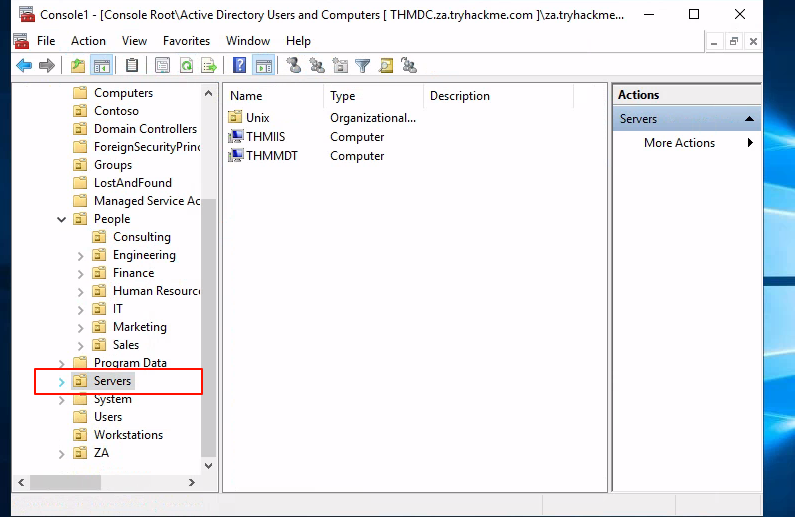 Console1 - [Console Root\Active Directory Users and Computers [ THMDC.za.tryhackme.com ]\za.tryhackme...
File Action View Favorites Window Help
Name Type Description
Unix Organizational...
THMIIS Computer
THMMDT Computer
Computers
Contoso
Domain Controllers
ForeignSecurityPrinc
Groups
LostAndFound
Managed Service Ac
People
Consulting
Engineering
Finance
Human Resource
IT
Marketing
Sales
Program Data
Servers
System
Users
Workstations
ZA
Actions
Servers
More Actions